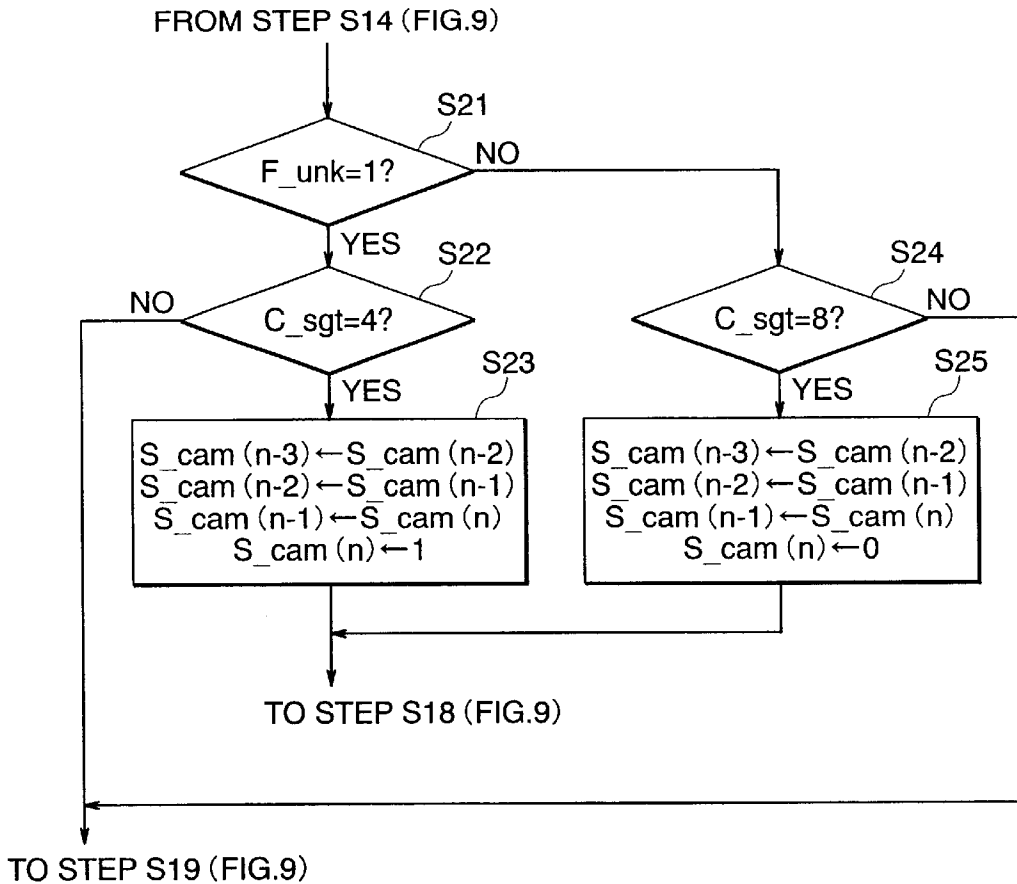 FROM STEP S14 (FIG.9)
S21
F_unk=1?
NO
YES
S22
C_sgt=4?
NO
YES
S24
C_sgt=8?
NO
YES
S23
S_cam (n-3)←S_cam (n-2)
S_cam (n-2)←S_cam (n-1)
S_cam (n-1)←S_cam (n)
S_cam (n)←1
S25
S_cam (n-3)←S_cam (n-2)
S_cam (n-2)←S_cam (n-1)
S_cam (n-1)←S_cam (n)
S_cam (n)←0
TO STEP S18 (FIG.9)
TO STEP S19 (FIG.9)